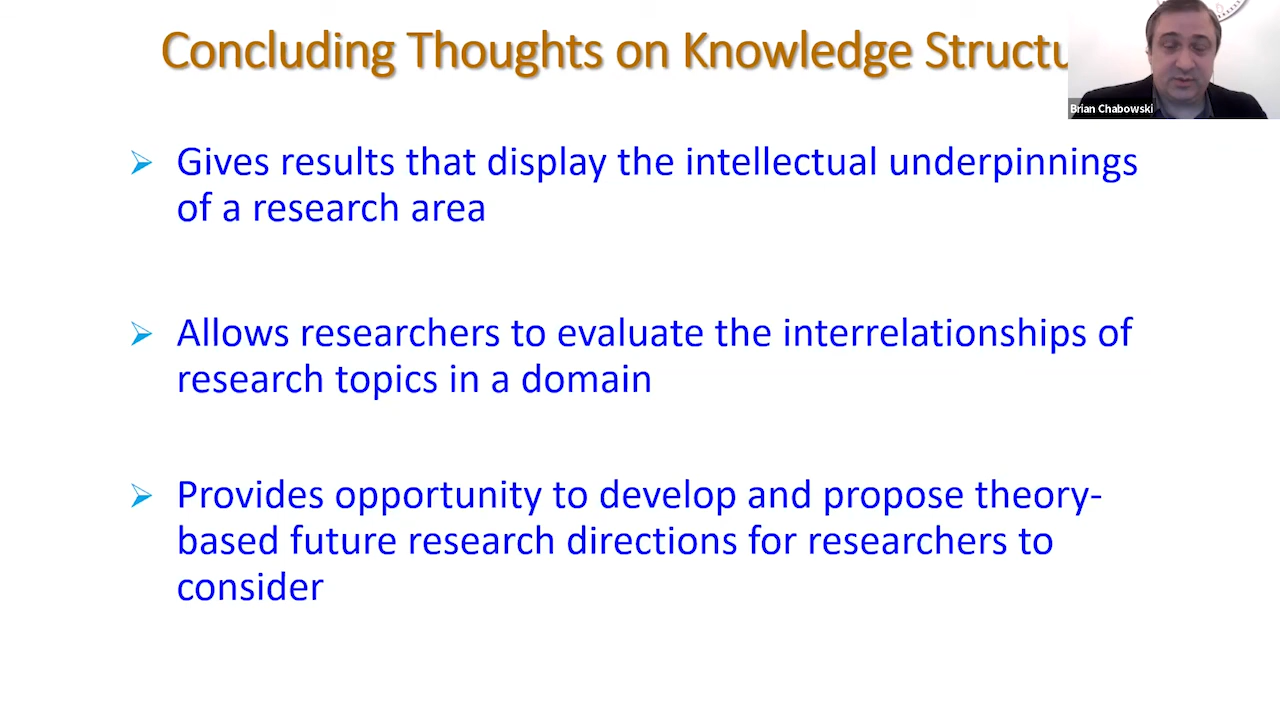 Concluding Thoughts on Knowledge Structu
Brian Chabowski
Gives results that display the intellectual underpinnings
of a research area
Allows researchers to evaluate the interrelationships of
research topics in a domain
Provides opportunity to develop and propose theory-
based future research directions for researchers to
consider